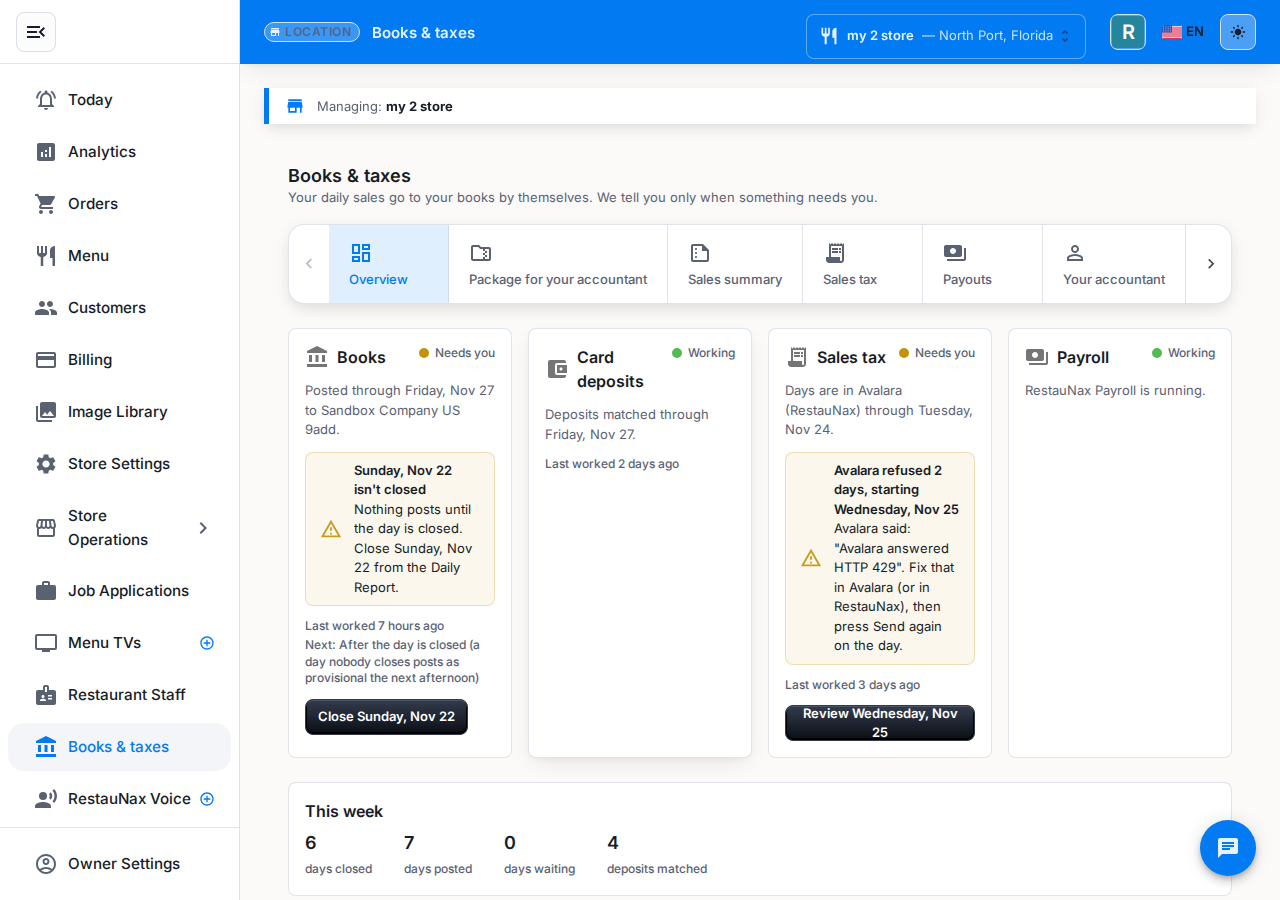 LOCATION
Books & taxes
my 2 store — North Port, Florida
R
EN
Today
Analytics
Orders
Menu
Customers
Billing
Image Library
Store Settings
Store
Operations
Job Applications
Menu TVs
Restaurant Staff
Books & taxes
RestauNax Voice
Owner Settings
Managing: my 2 store
Books & taxes
Your daily sales go to your books by themselves. We tell you only when something needs you.
Overview
Package for your accountant
Sales summary
Sales tax
Payouts
Your accountant
Books
Needs you
Posted through Friday, Nov 27
to Sandbox Company US
9add.
Sunday, Nov 22
isn't closed
Nothing posts until
the day is closed.
Close Sunday, Nov
22 from the Daily
Report.
Last worked 7 hours ago
Next: After the day is closed (a
day nobody closes posts as
provisional the next afternoon)
Close Sunday, Nov 22
Card
deposits
Working
Deposits matched through
Friday, Nov 27.
Last worked 2 days ago
Sales tax
Needs you
Days are in Avalara
(RestauNax) through Tuesday,
Nov 24.
Avalara refused 2
days, starting
Wednesday, Nov 25
Avalara said:
"Avalara answered
HTTP 429". Fix that
in Avalara (or in
RestauNax), then
press Send again
on the day.
Last worked 3 days ago
Review Wednesday, Nov
25
Payroll
Working
RestauNax Payroll is running.
This week
6
days closed
7
days posted
0
days waiting
4
deposits matched